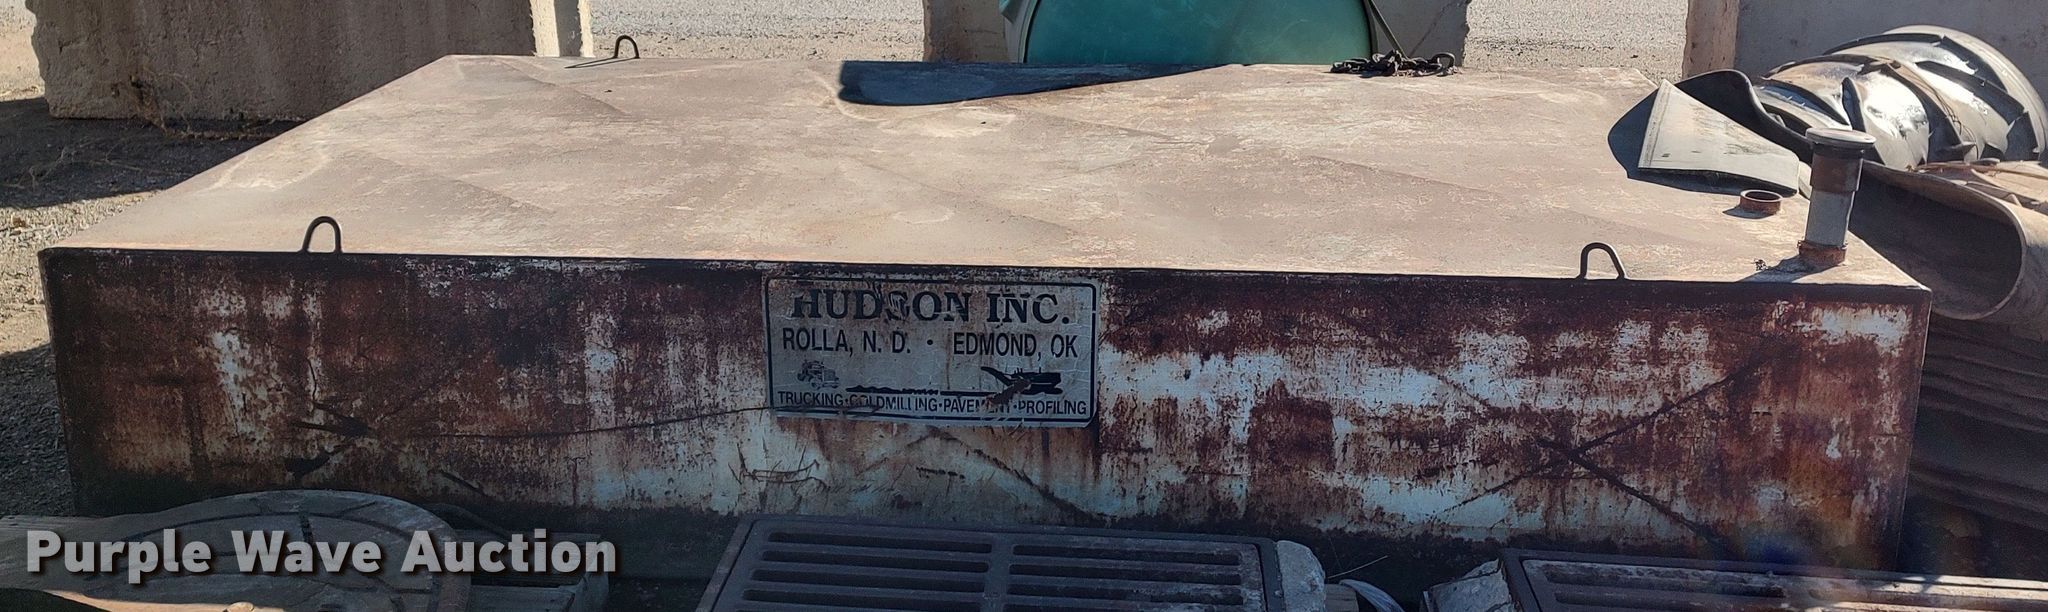 HUDSON INC.
ROLLA, N. D. · EDMOND, OK
TRUCKING·COLDMILLING·PAVEMENT·PROFILING
Purple Wave Auction